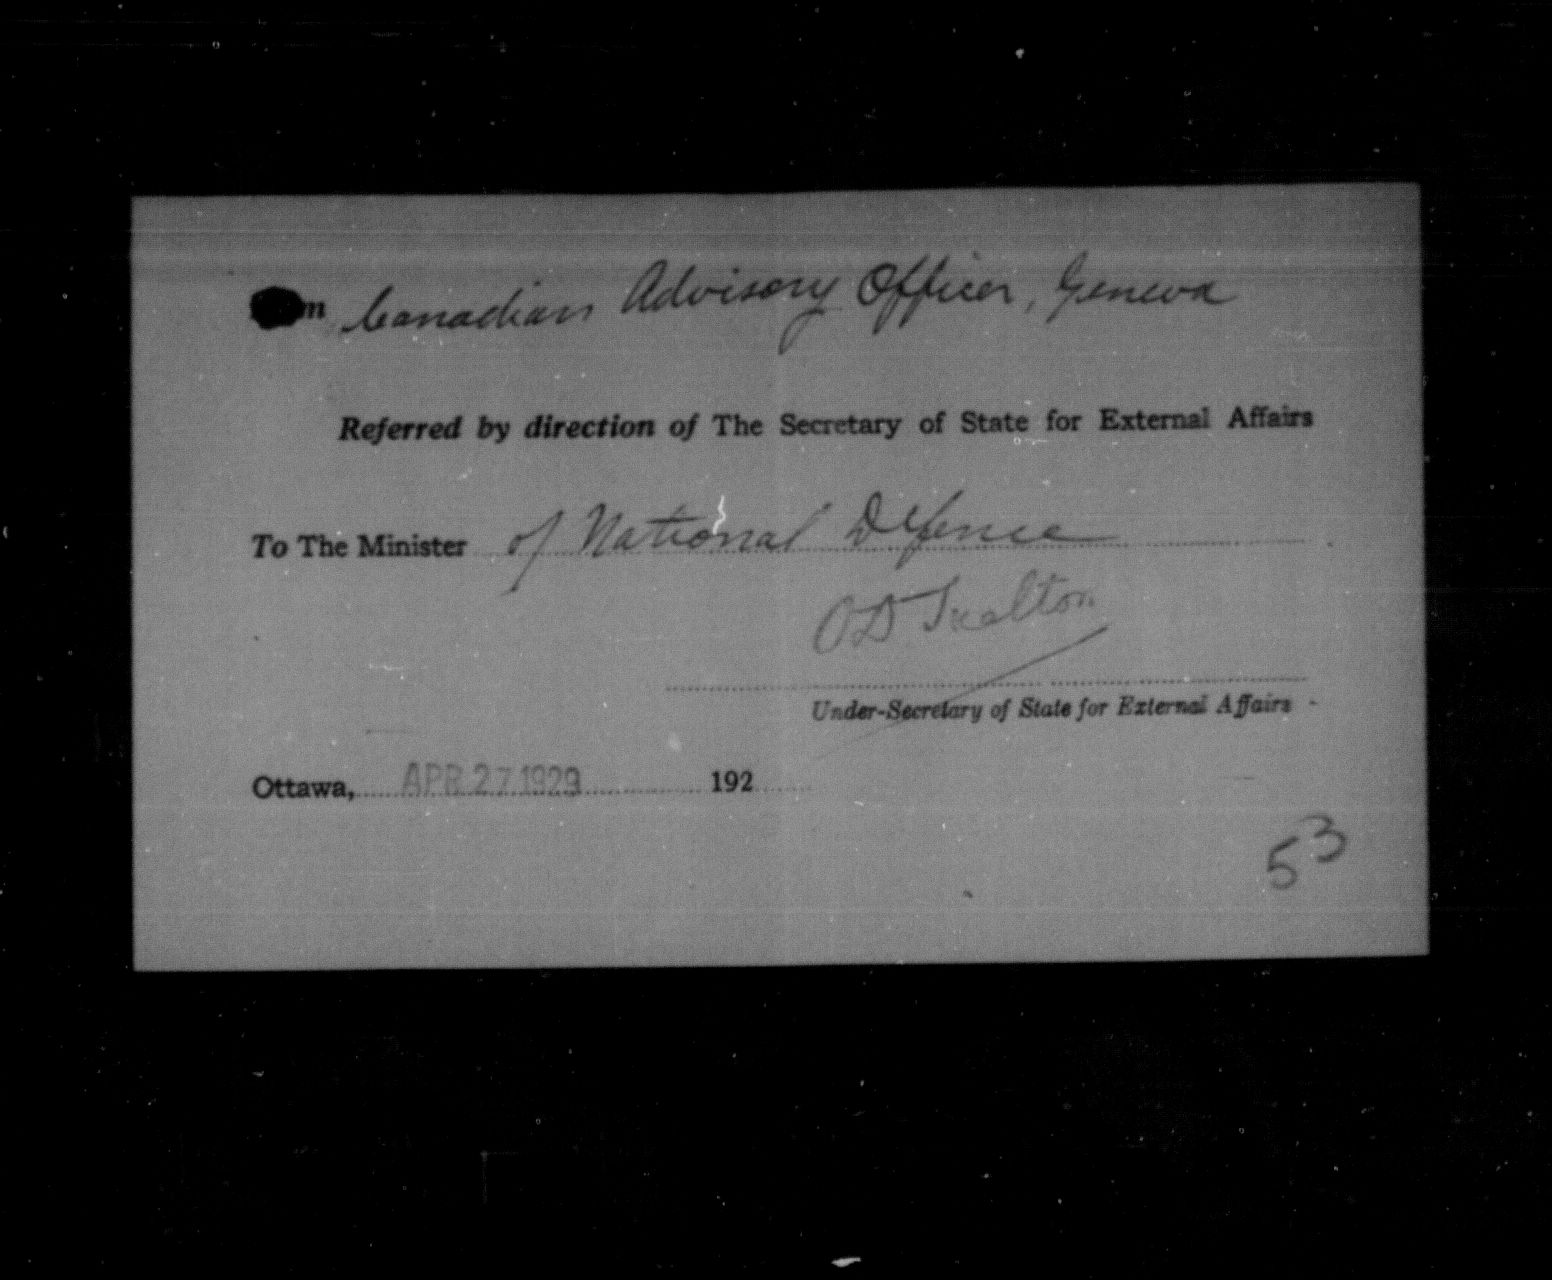 Canadian Advisory Officer, Geneva
Referred by direction of The Secretary of State for External Affairs
To The Minister of National Defence
O D Skelton
Under-Secretary of State for External Affairs
Ottawa, APR 27 1929 192
53